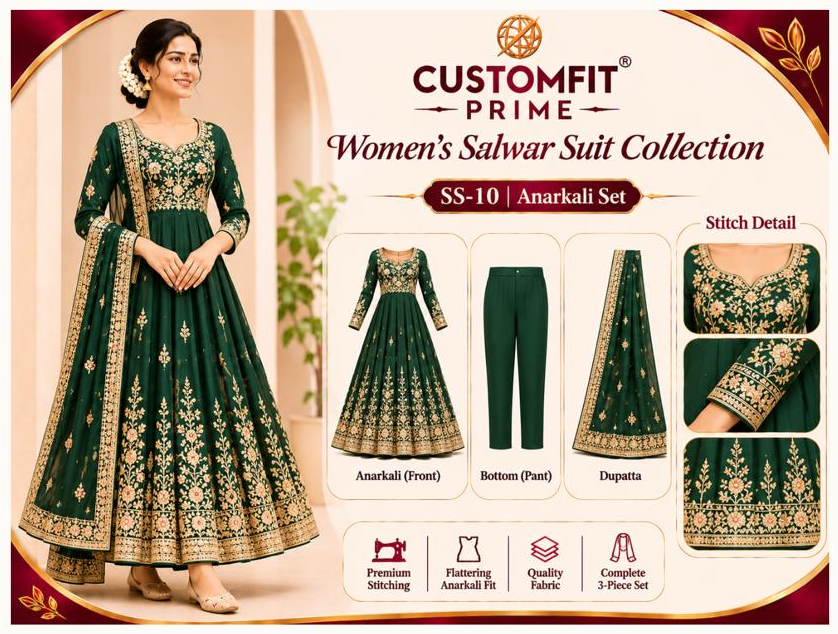 CUSTOMFIT®
PRIME
Women's Salwar Suit Collection
SS-10 | Anarkali Set
Stitch Detail
Anarkali (Front)
Bottom (Pant)
Dupatta
Premium
Stitching
Flattering
Anarkali Fit
Quality
Fabric
Complete
3-Piece Set